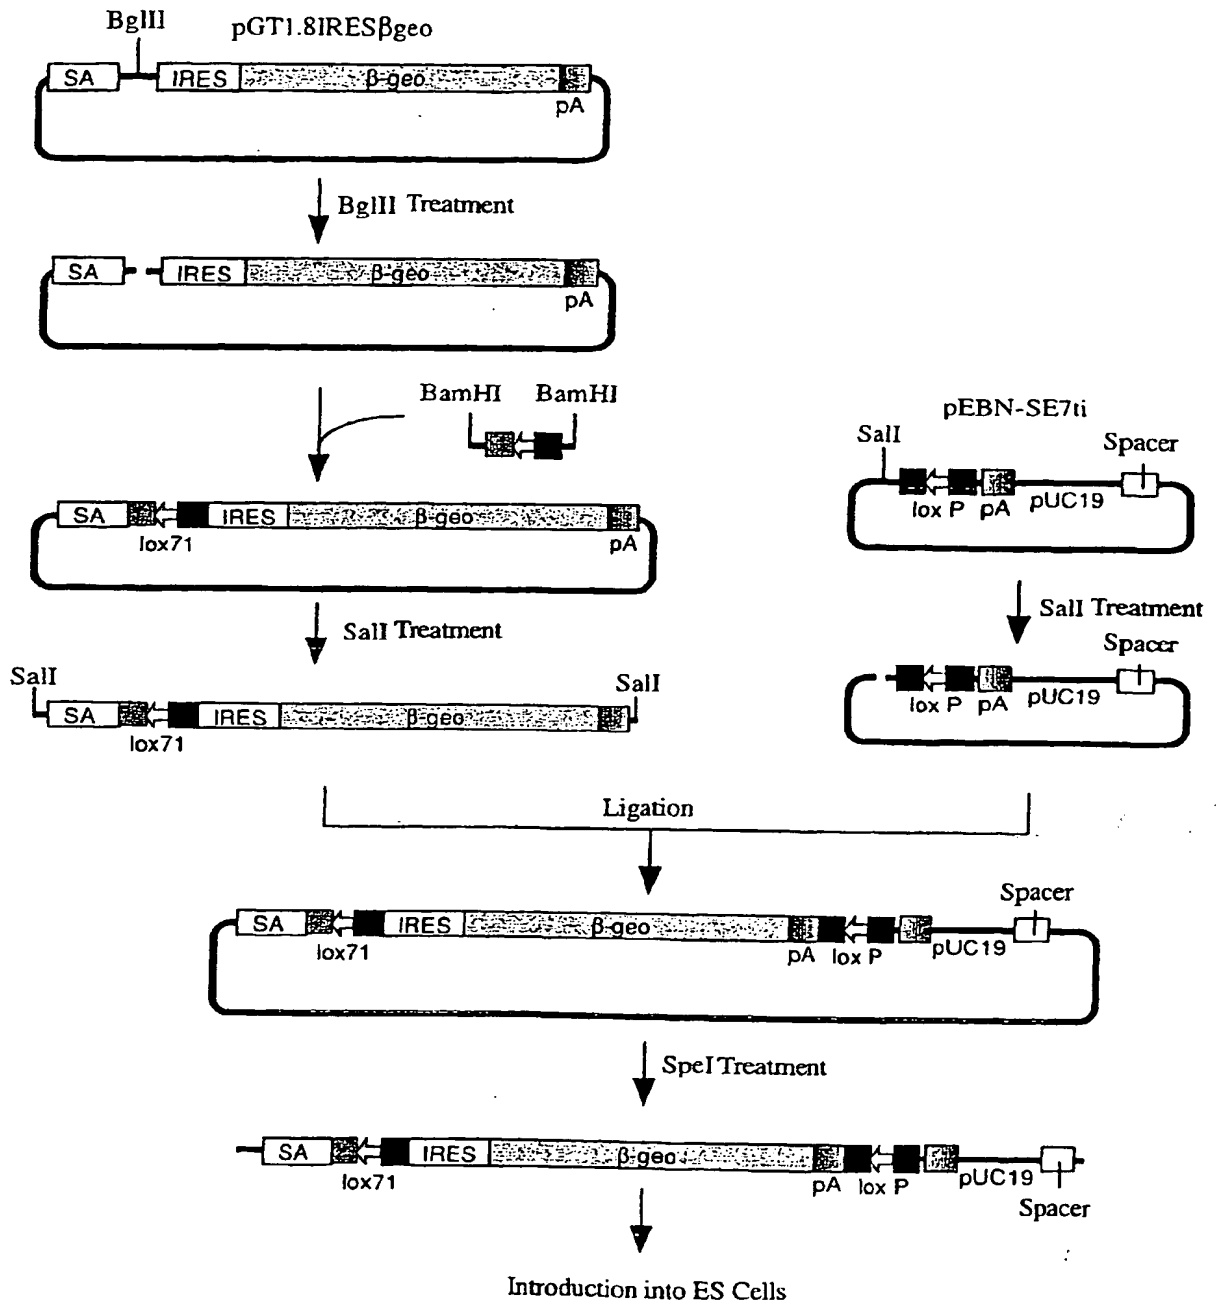 BglII
pGT1.8IRESβgeo
SA
IRES
β-geo
pA
BglII Treatment
SA
IRES
β-geo
pA
BamHI
BamHI
SA
IRES
β-geo
lox71
pA
pEBN-SE7ti
SalI
Spacer
lox P
pA
pUC19
SalI Treatment
SalI Treatment
Spacer
lox P
pA
pUC19
SalI
SalI
SA
IRES
β-geo
lox71
Ligation
Spacer
SA
IRES
β-geo
lox71
pA
lox P
pUC19
SpeI Treatment
SA
IRES
β-geo
lox71
pA
lox P
pUC19
Spacer
Introduction into ES Cells